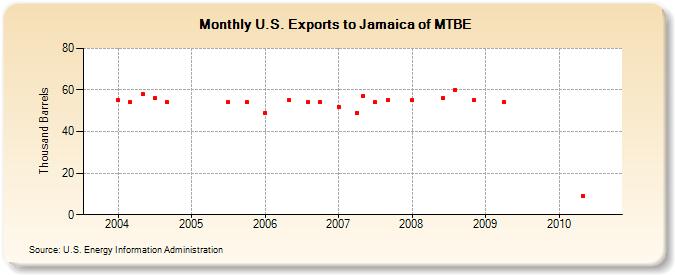 Monthly U.S. Exports to Jamaica of MTBE
Thousand Barrels
80
60
40
20
0
2004 2005 2006 2007 2008 2009 2010
Source: U.S. Energy Information Administration